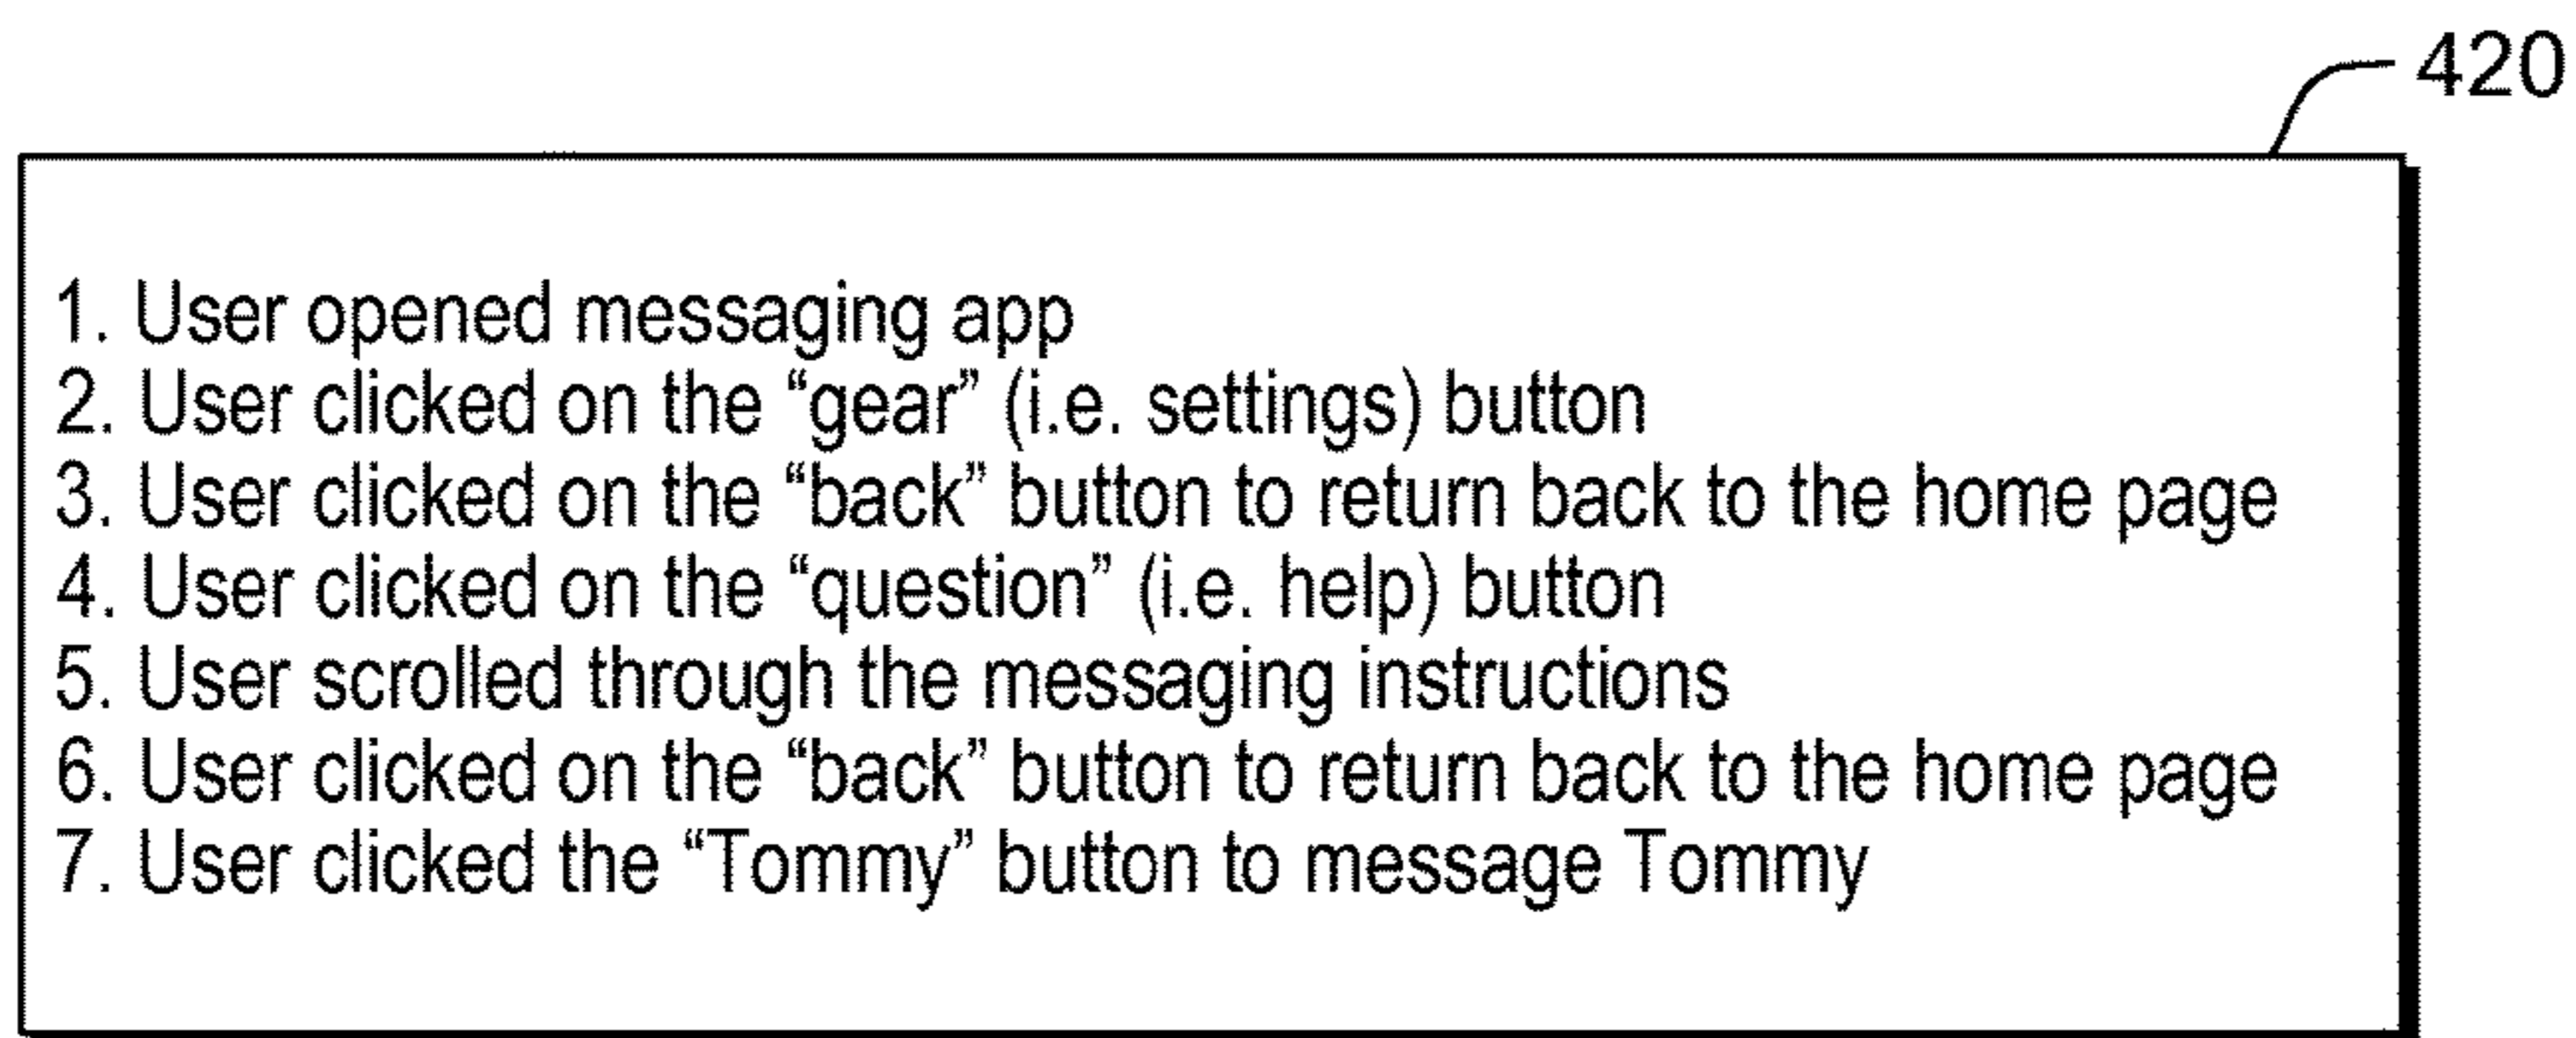 420
1. User opened messaging app
2. User clicked on the “gear” (i.e. settings) button
3. User clicked on the “back” button to return back to the home page
4. User clicked on the “question” (i.e. help) button
5. User scrolled through the messaging instructions
6. User clicked on the “back” button to return back to the home page
7. User clicked the “Tommy” button to message Tommy